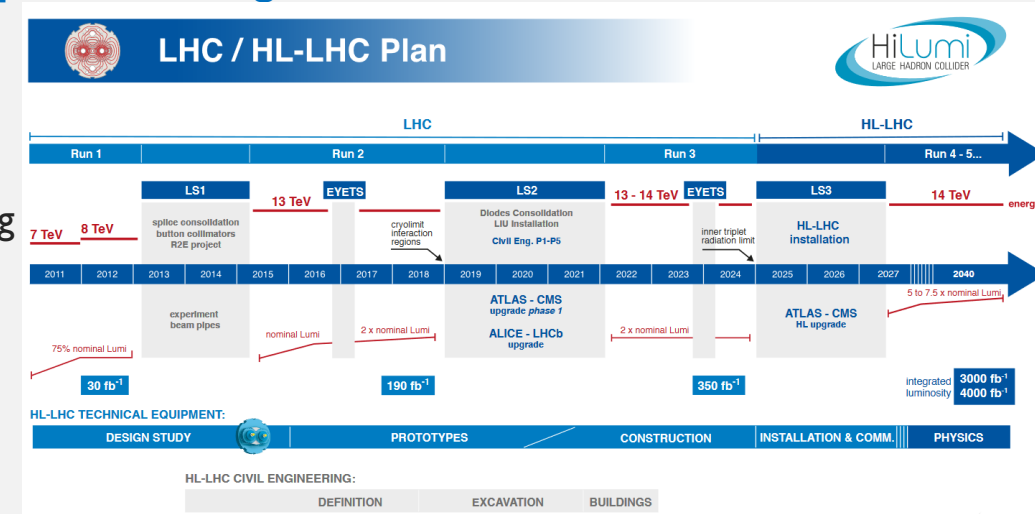 LHC / HL-LHC Plan
HiLumi
LARGE HADRON COLLIDER
LHC
HL-LHC
Run 1
Run 2
Run 3
Run 4 - 5...
LS1
EYETS
LS2
EYETS
LS3
7 TeV
8 TeV
13 TeV
13 - 14 TeV
14 TeV
energ
splice consolidation
button collimators
R2E project
cryolimit
interaction
regions
Diodes Consolidation
LIU Installation
Civil Eng. P1-P5
inner triplet
radiation limit
HL-LHC
installation
g
2011 2012 2013 2014 2015 2016 2017 2018 2019 2020 2021 2022 2023 2024 2025 2026 2027 2040
75% nominal Lumi
experiment
beam pipes
nominal Lumi
2 x nominal Lumi
ATLAS - CMS
upgrade phase 1
ALICE - LHCb
upgrade
2 x nominal Lumi
ATLAS - CMS
HL upgrade
5 to 7.5 x nominal Lumi
30 fb-1
190 fb-1
350 fb-1
integrated
luminosity
3000 fb-1
4000 fb-1
HL-LHC TECHNICAL EQUIPMENT:
DESIGN STUDY
PROTOTYPES
CONSTRUCTION
INSTALLATION & COMM.
PHYSICS
HL-LHC CIVIL ENGINEERING:
DEFINITION
EXCAVATION
BUILDINGS